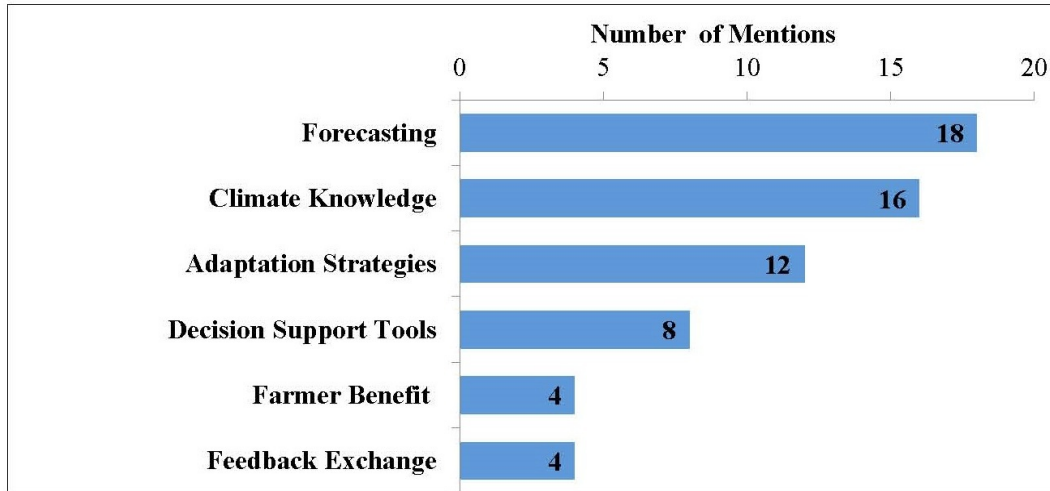 Number of Mentions
0 5 10 15 20
Forecasting 18
Climate Knowledge 16
Adaptation Strategies 12
Decision Support Tools 8
Farmer Benefit 4
Feedback Exchange 4